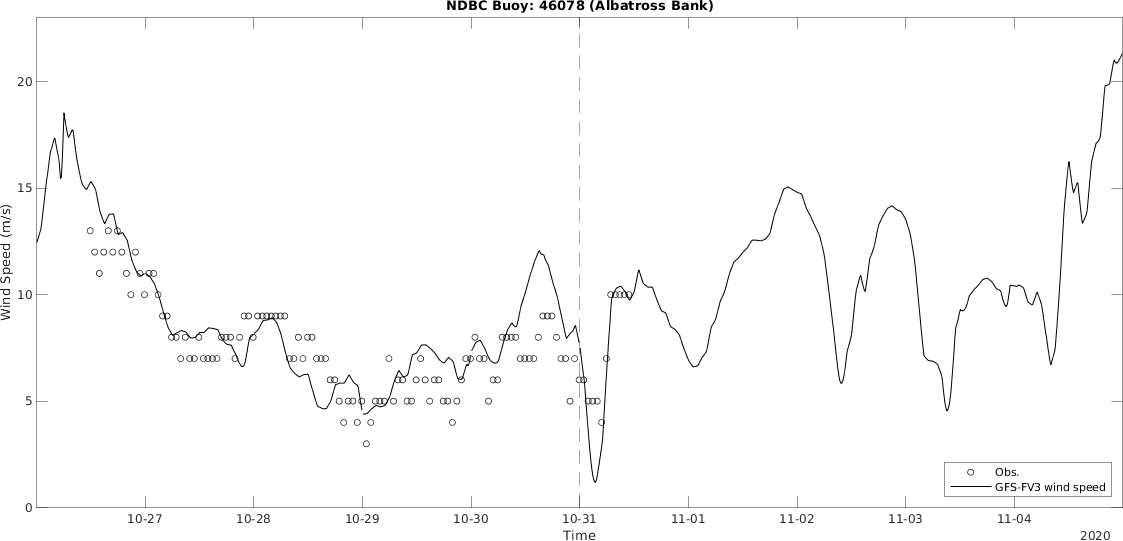 NDBC Buoy: 46078 (Albatross Bank)
Wind Speed (m/s)
20
15
10
5
0
Obs.
GFS-FV3 wind speed
10-27 10-28 10-29 10-30 10-31 11-01 11-02 11-03 11-04
Time
2020